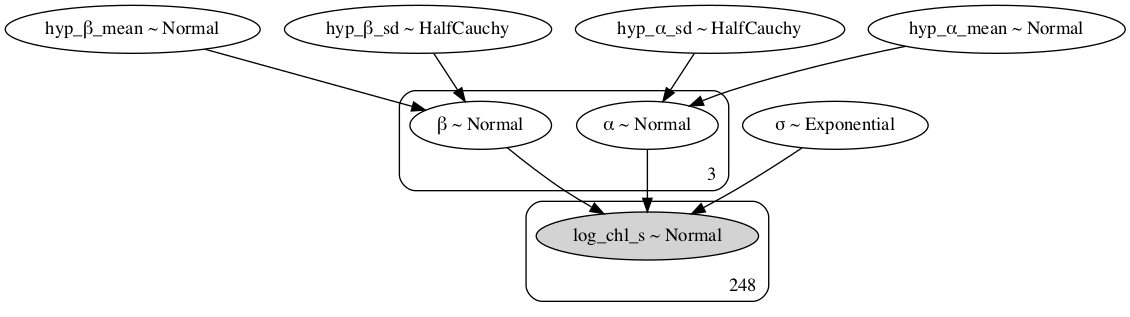 hyp_β_mean ~ Normal
hyp_β_sd ~ HalfCauchy
hyp_α_sd ~ HalfCauchy
hyp_α_mean ~ Normal
β ~ Normal
α ~ Normal
σ ~ Exponential
3
log_chl_s ~ Normal
248